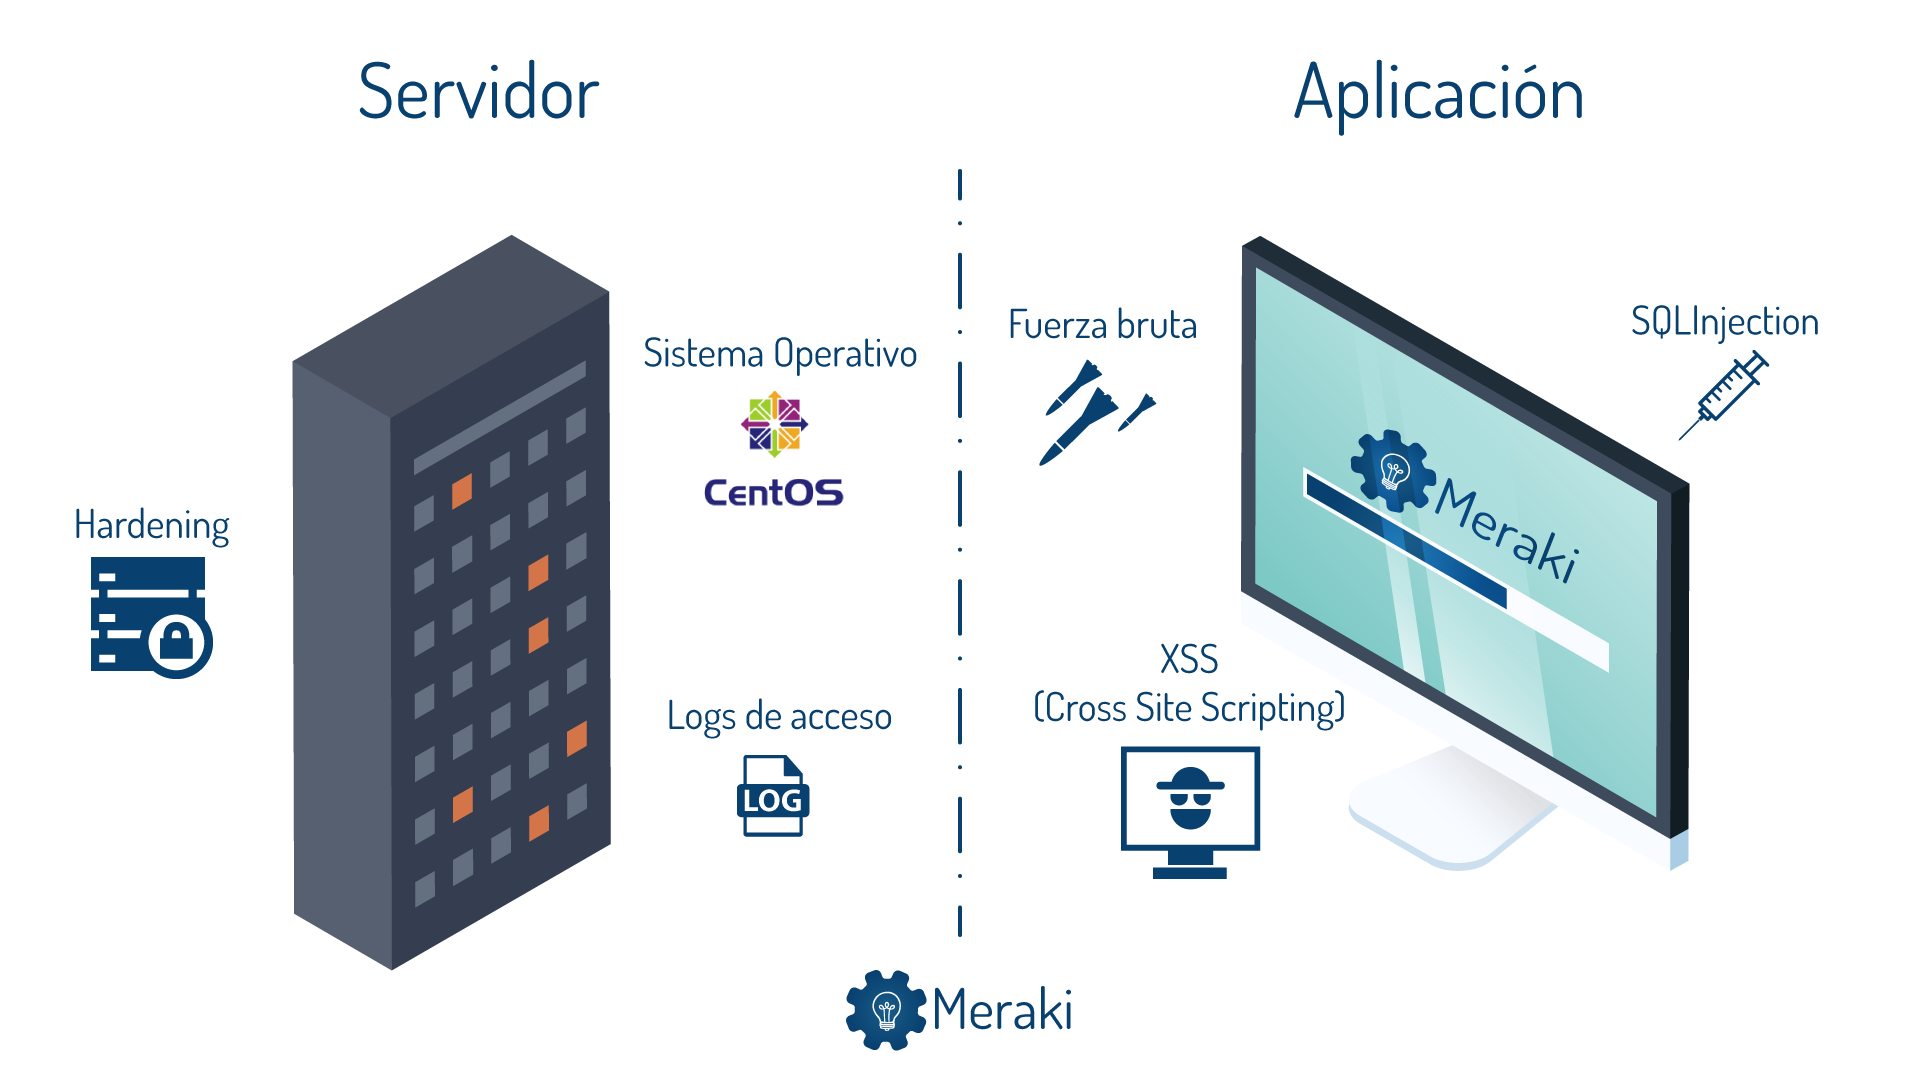 Servidor
Aplicación
Sistema Operativo
CentOS
Hardening
Logs de acceso
LOG
Fuerza bruta
SQLInjection
Meraki
XSS
(Cross Site Scripting)
Meraki